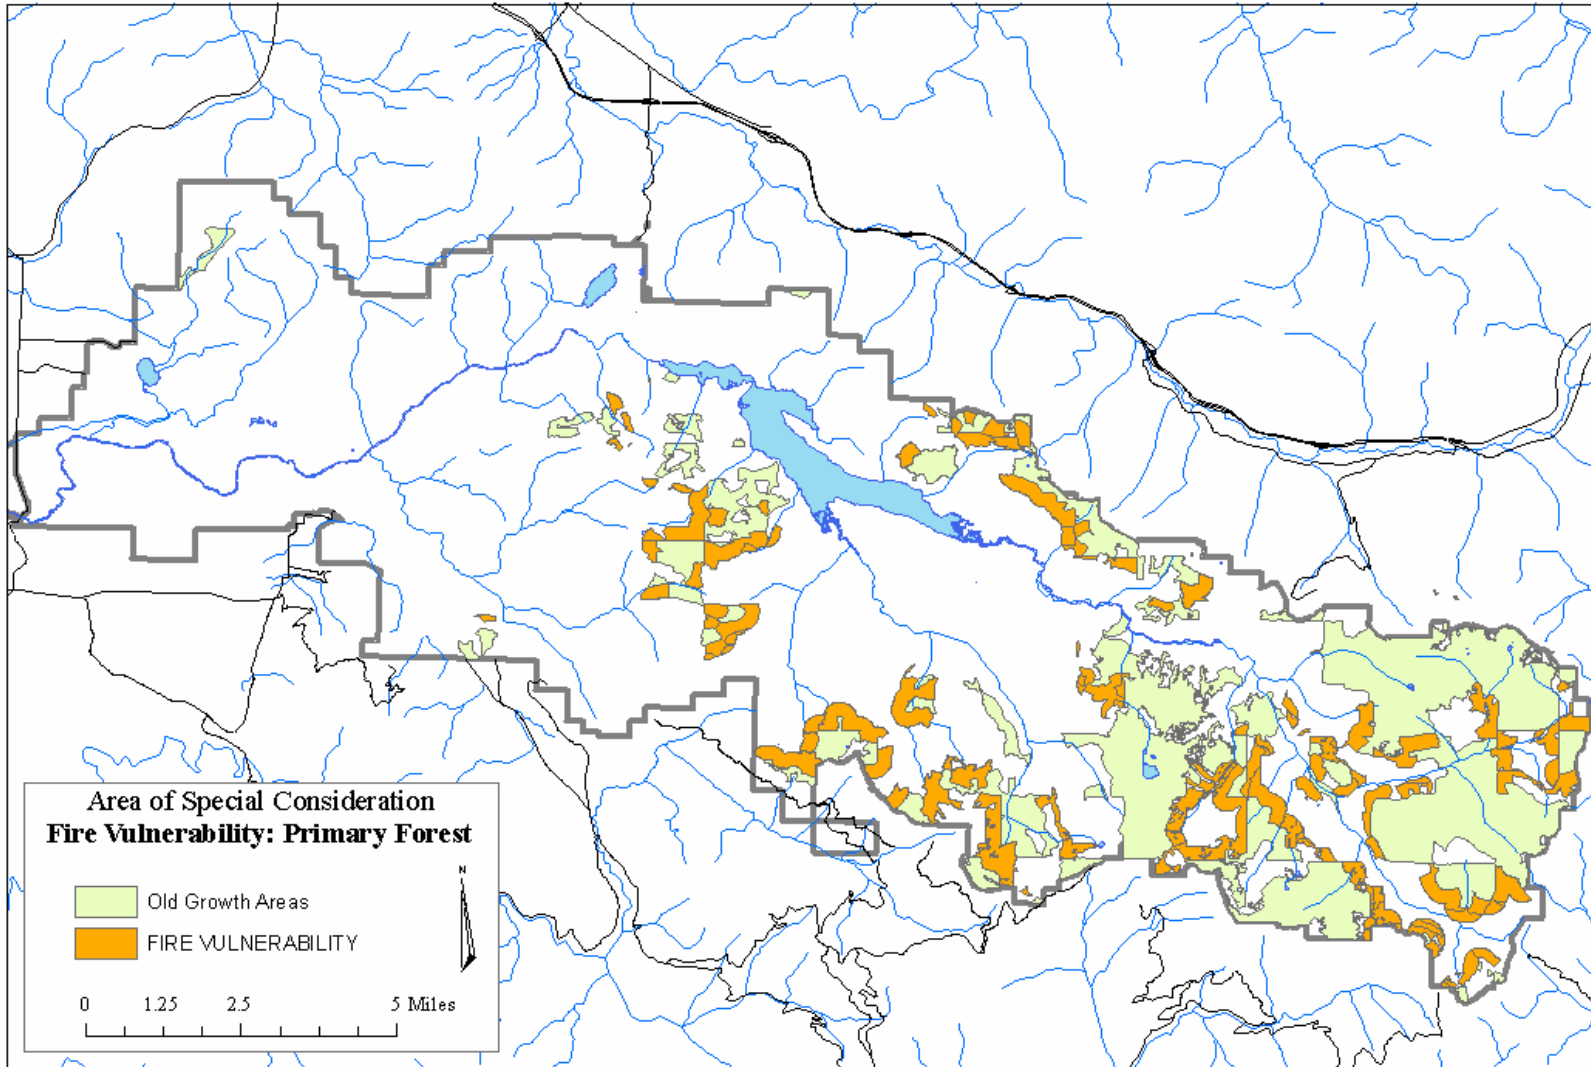 Area of Special Consideration
Fire Vulnerability: Primary Forest
N
Old Growth Areas
FIRE VULNERABILITY
0 1.25 2.5 5 Miles